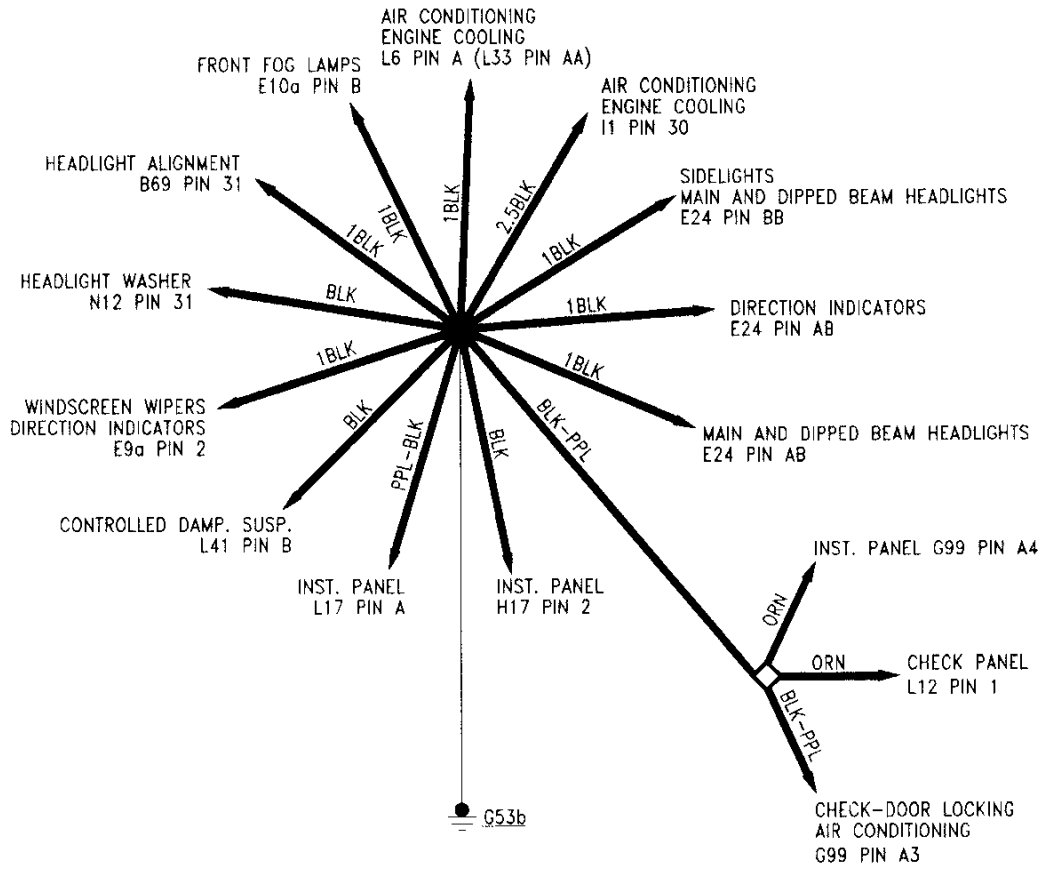 AIR CONDITIONING
ENGINE COOLING
L6 PIN A (L33 PIN AA)
FRONT FOG LAMPS
E10a PIN B
AIR CONDITIONING
ENGINE COOLING
I1 PIN 30
HEADLIGHT ALIGNMENT
B69 PIN 31
SIDELIGHTS
MAIN AND DIPPED BEAM HEADLIGHTS
E24 PIN BB
1BLK
1BLK
2.5BLK
1BLK
1BLK
HEADLIGHT WASHER
N12 PIN 31
BLK
1BLK
DIRECTION INDICATORS
E24 PIN AB
1BLK
1BLK
WINDSCREEN WIPERS
DIRECTION INDICATORS
E9a PIN 2
BLK
PPL-BLK
BLK
BLK-PPL
MAIN AND DIPPED BEAM HEADLIGHTS
E24 PIN AB
CONTROLLED DAMP. SUSP.
L41 PIN B
INST. PANEL
L17 PIN A
INST. PANEL
H17 PIN 2
INST. PANEL G99 PIN A4
ORN
ORN
CHECK PANEL
L12 PIN 1
BLK-PPL
G53b
CHECK-DOOR LOCKING
AIR CONDITIONING
G99 PIN A3